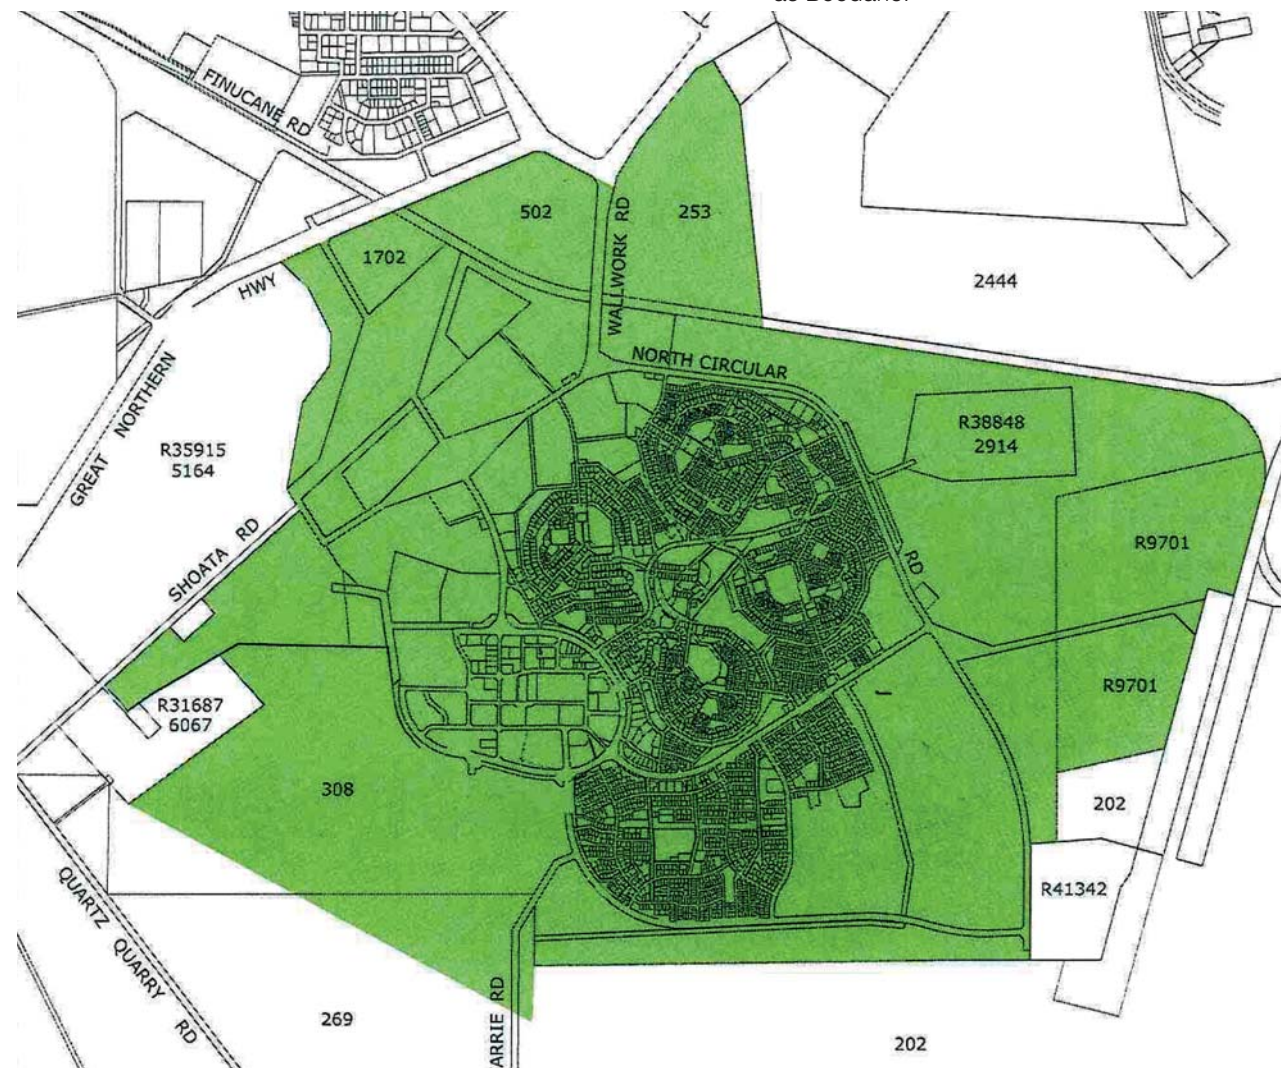 FINUCANE RD
502
253
WALLWORK RD
1702
2444
HWY
NORTH CIRCULAR
GREAT NORTHERN
R38848
2914
R35915
5164
SHOATA RD
RD
R9701
R9701
R31687
6067
308
202
R41342
QUARTZ QUARRY RD
ARRIE RD
269
202